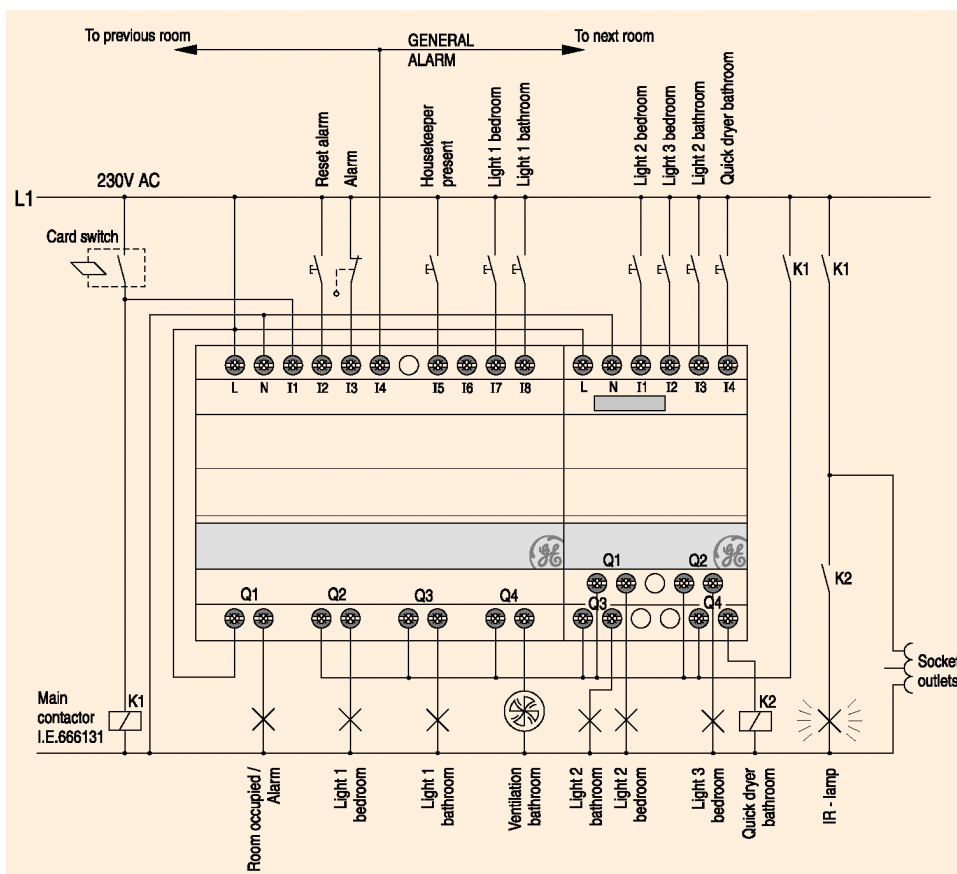 To previous room
GENERAL
ALARM
To next room
Reset alarm
Alarm
Housekeeper
present
Light 1 bedroom
Light 1 bathroom
Light 2 bedroom
Light 3 bedroom
Light 2 bathroom
Quick dryer bathroom
230V AC
L1
Card switch
K1
K1
L N I1 I2 I3 I4 I5 I6 I7 I8
L N I1 I2 I3 I4
GE
GE
Q1 Q2
K2
Q1 Q2 Q3 Q4
Q3 Q4
Socket
outlets
Main
contactor
I.E.666131
K1
K2
Room occupied /
Alarm
Light 1
bedroom
Light 1
bathroom
Ventilation
bathroom
Light 2
bathroom
Light 2
bedroom
Light 3
bedroom
Quick dryer
bathroom
IR - lamp